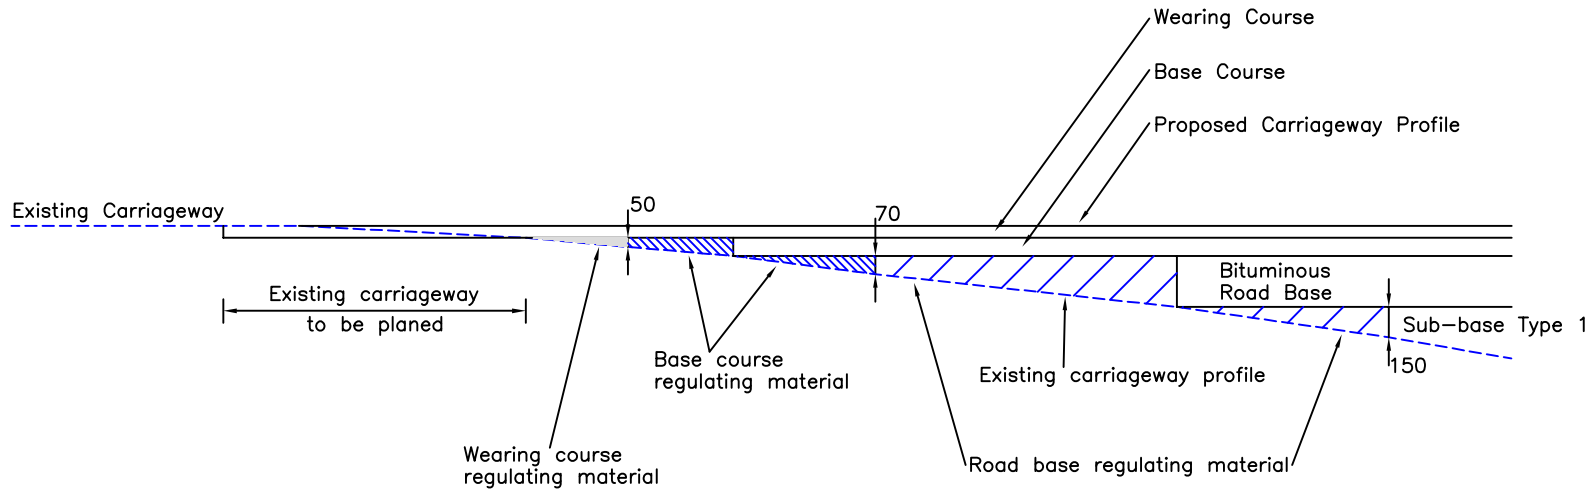 Wearing Course
Base Course
Proposed Carriageway Profile
Existing Carriageway
50
70
Bituminous
Road Base
Existing carriageway
to be planed
Sub-base Type 1
Base course
regulating material
Existing carriageway profile
150
Wearing course
regulating material
Road base regulating material